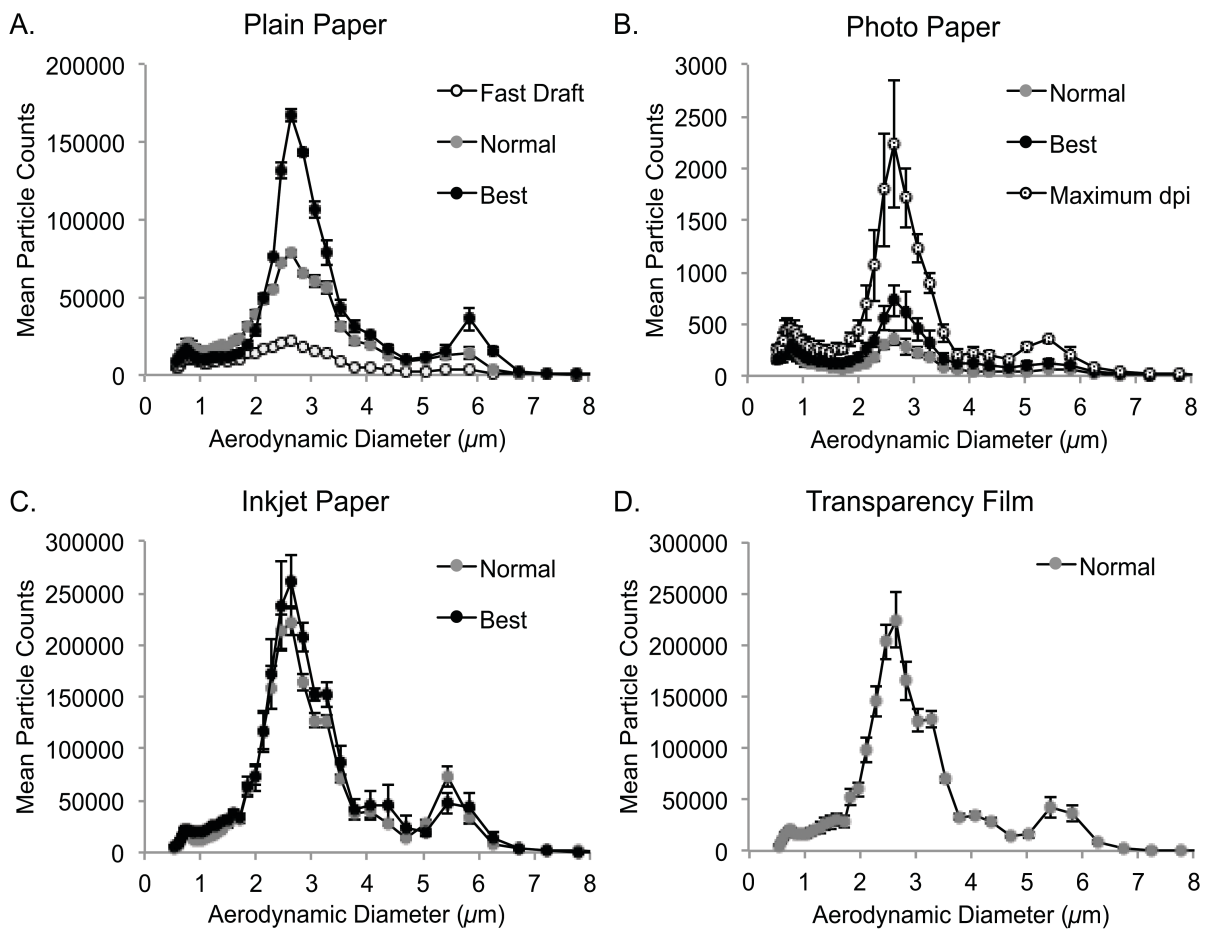 A.
Plain Paper
200000
150000
100000
50000
0
0 1 2 3 4 5 6 7 8
Mean Particle Counts
Aerodynamic Diameter (µm)
Fast Draft
Normal
Best
B.
Photo Paper
3000
2500
2000
1500
1000
500
0
0 1 2 3 4 5 6 7 8
Mean Particle Counts
Aerodynamic Diameter (µm)
Normal
Best
Maximum dpi
C.
Inkjet Paper
300000
250000
200000
150000
100000
50000
0
0 1 2 3 4 5 6 7 8
Mean Particle Counts
Aerodynamic Diameter (µm)
Normal
Best
D.
Transparency Film
300000
250000
200000
150000
100000
50000
0
0 1 2 3 4 5 6 7 8
Mean Particle Counts
Aerodynamic Diameter (µm)
Normal